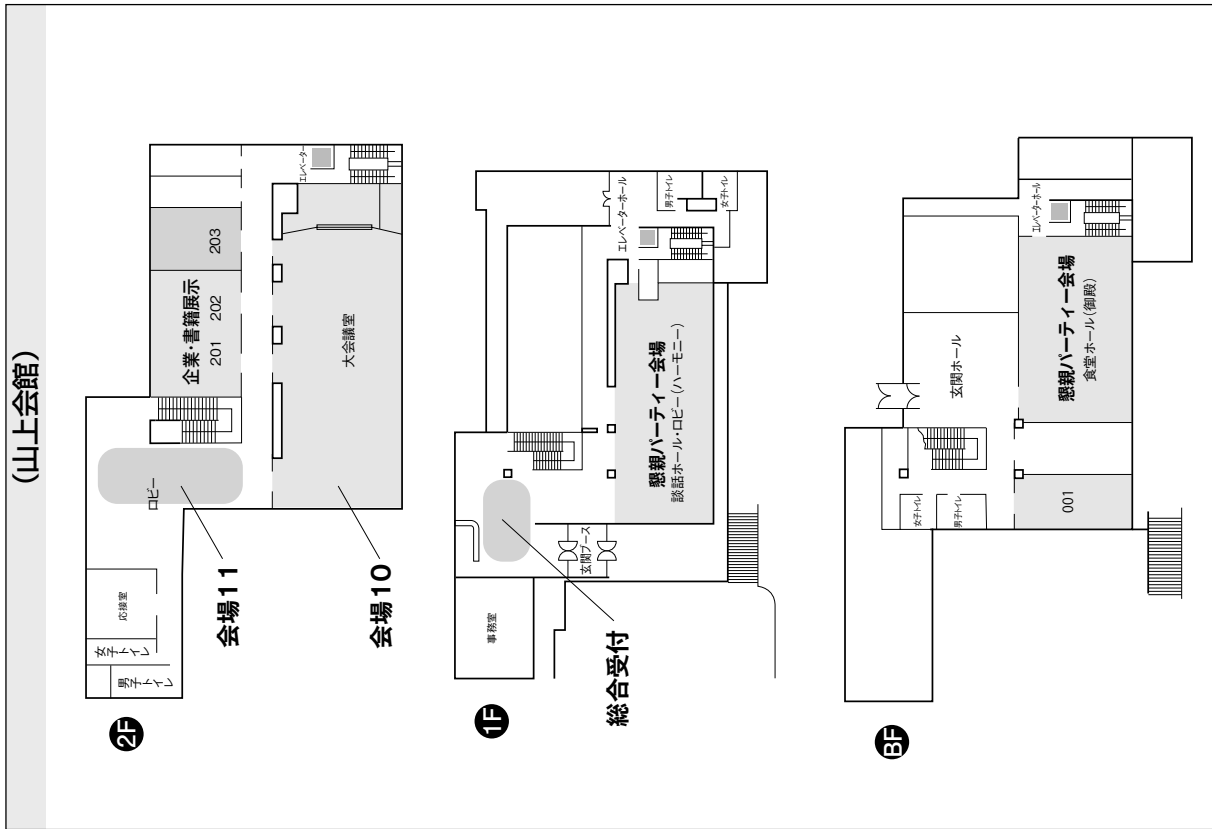 (山上会館)
2F
男子トイレ
女子トイレ
応接室
ロビー
会場11
会場10
企業・書籍展示
201 202 203
大会議室
エレベーター
1F
事務室
総合受付
玄関ブース
懇親パーティー会場
談話ホール・ロビー(ハーモニー)
エレベーターホール
男子トイレ
女子トイレ
BF
女子トイレ
男子トイレ
001
玄関ホール
懇親パーティー会場
食堂ホール(御殿)
エレベーターホール